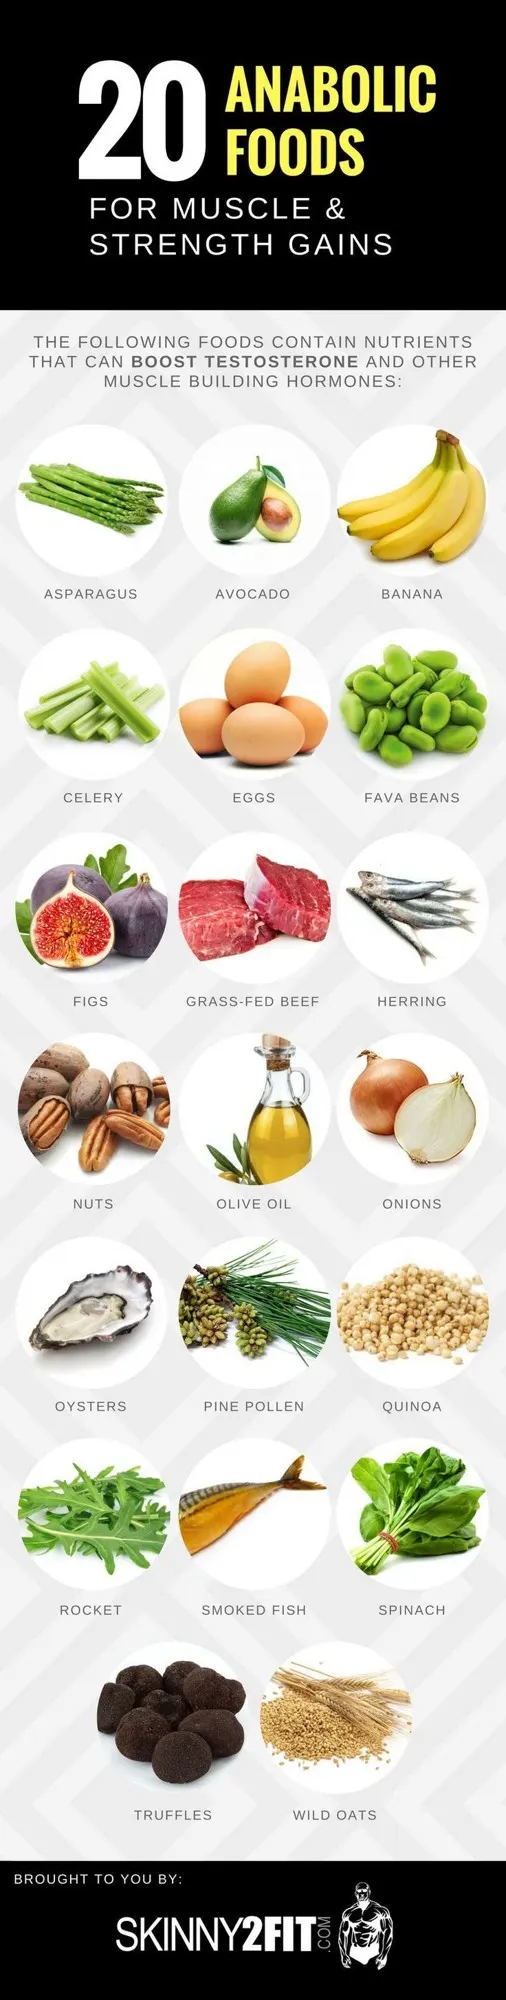 20 ANABOLIC
FOODS
FOR MUSCLE &
STRENGTH GAINS
THE FOLLOWING FOODS CONTAIN NUTRIENTS
THAT CAN BOOST TESTOSTERONE AND OTHER
MUSCLE BUILDING HORMONES:
ASPARAGUS
AVOCADO
BANANA
CELERY
EGGS
FAVA BEANS
FIGS
GRASS-FED BEEF
HERRING
NUTS
OLIVE OIL
ONIONS
OYSTERS
PINE POLLEN
QUINOA
ROCKET
SMOKED FISH
SPINACH
TRUFFLES
WILD OATS
BROUGHT TO YOU BY:
SKINNY2FIT.COM